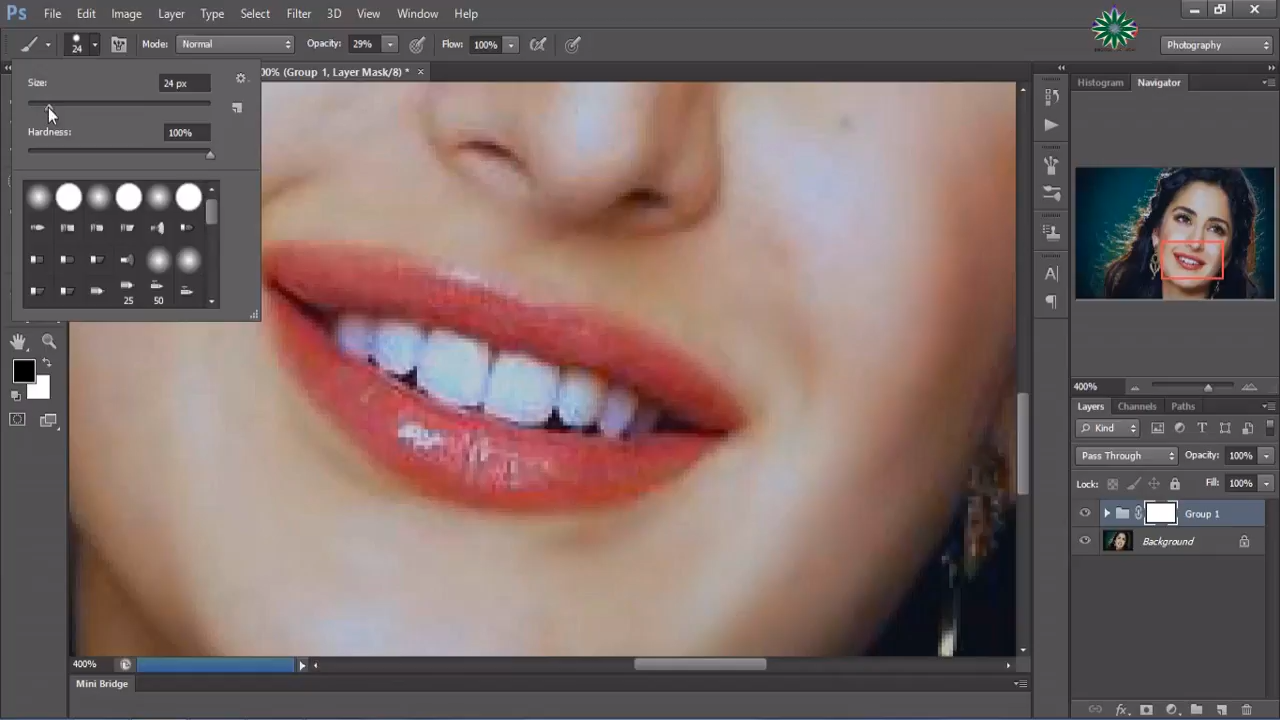 Ps File Edit Image Layer Type Select Filter 3D View Window Help
24 Mode: Normal Opacity: 29% Flow: 100% Photography
Size: 24 px
Hardness: 100%
25 50
00% (Group 1, Layer Mask/8) * ×
Histogram Navigator
400%
Layers Channels Paths
Kind
Pass Through Opacity: 100%
Lock: Fill: 100%
Group 1
Background
400%
Mini Bridge